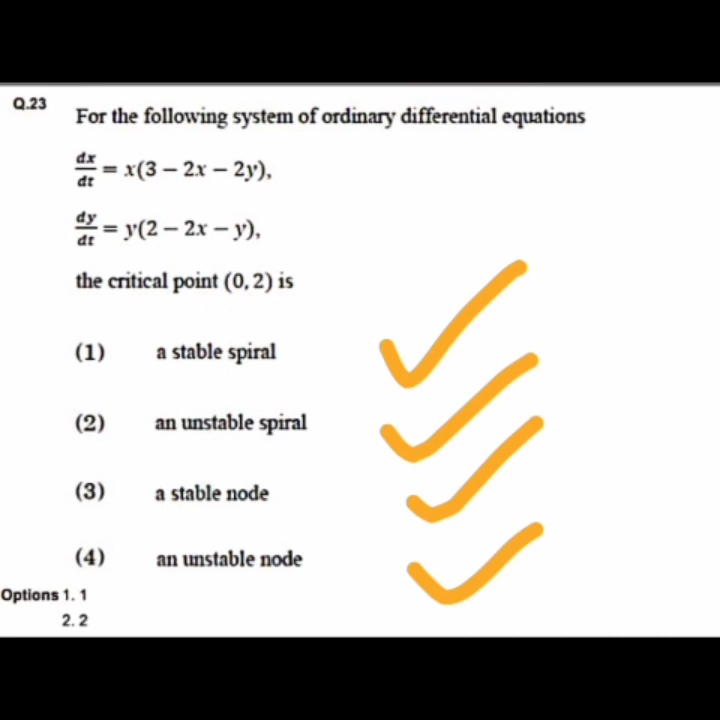 Q.23 For the following system of ordinary differential equations
dx/dt = x(3 − 2x − 2y),
dy/dt = y(2 − 2x − y),
the critical point (0, 2) is
(1) a stable spiral
(2) an unstable spiral
(3) a stable node
(4) an unstable node
Options 1. 1
2. 2